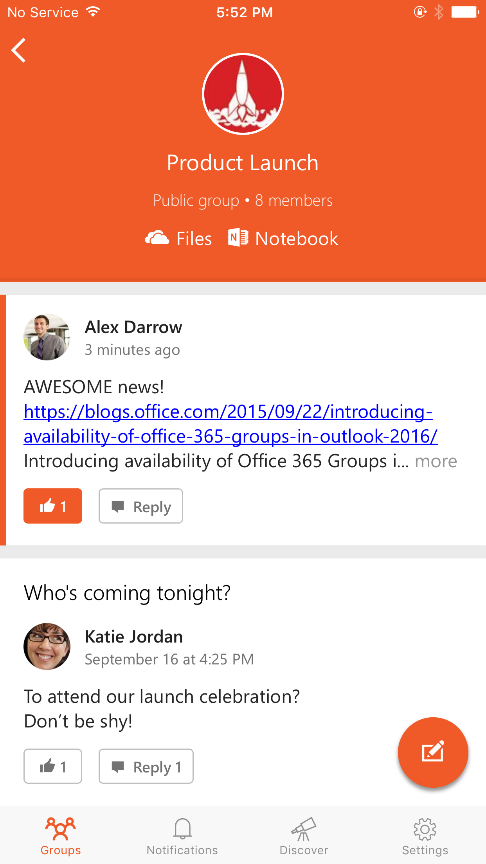 No Service 5:52 PM
Product Launch
Public group • 8 members
Files N Notebook
Alex Darrow
3 minutes ago
AWESOME news!
https://blogs.office.com/2015/09/22/introducing-
availability-of-office-365-groups-in-outlook-2016/
Introducing availability of Office 365 Groups i... more
1 Reply
Who's coming tonight?
Katie Jordan
September 16 at 4:25 PM
To attend our launch celebration?
Don't be shy!
1 Reply 1
Groups Notifications Discover Settings